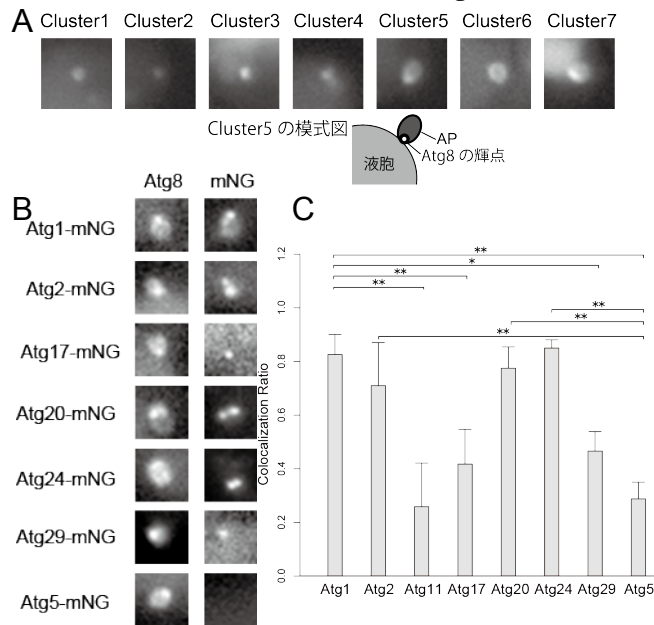 A
Cluster1 Cluster2 Cluster3 Cluster4 Cluster5 Cluster6 Cluster7
Cluster5 の模式図
AP
Atg8 の輝点
液胞
B
Atg8 mNG
Atg1-mNG
Atg2-mNG
Atg17-mNG
Atg20-mNG
Atg24-mNG
Atg29-mNG
Atg5-mNG
C
Colocalization Ratio
1.2
1.0
0.8
0.6
0.4
0.2
0.0
**
*
**
**
**
**
**
Atg1 Atg2 Atg11 Atg17 Atg20 Atg24 Atg29 Atg5